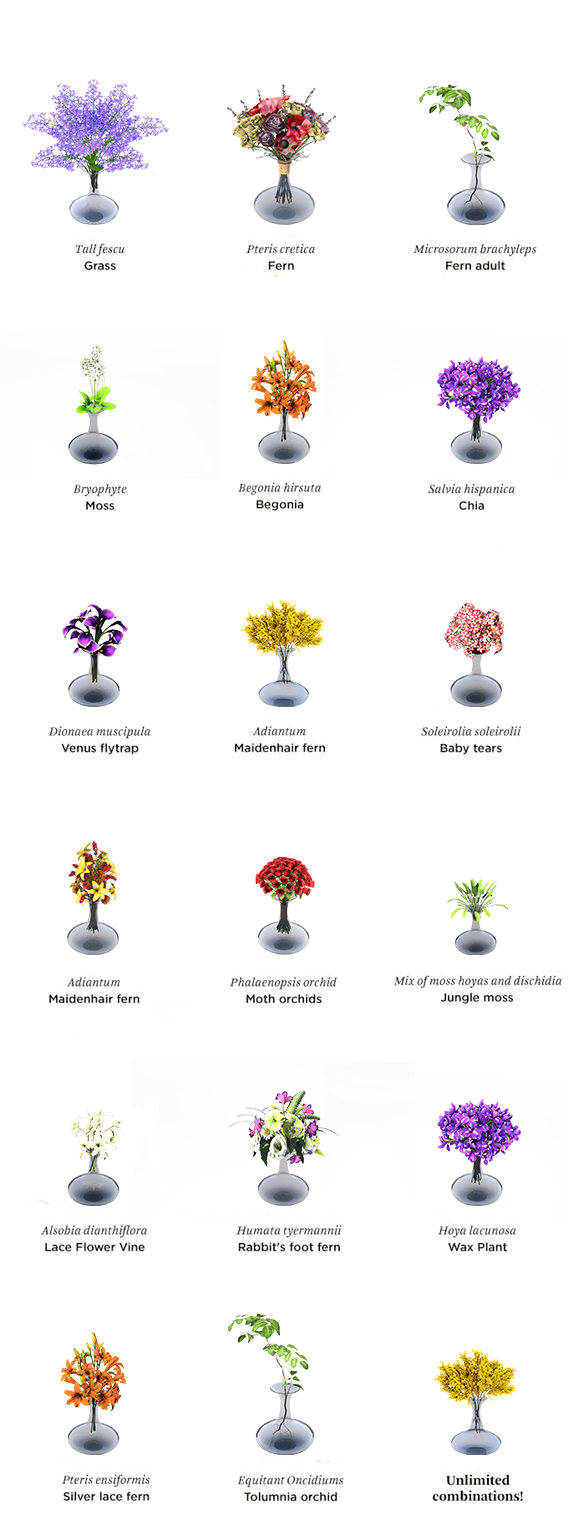 Tall fescu
Grass
Pteris cretica
Fern
Microsorum brachyleps
Fern adult
Bryophyte
Moss
Begonia hirsuta
Begonia
Salvia hispanica
Chia
Dionaea muscipula
Venus flytrap
Adiantum
Maidenhair fern
Soleirolia soleirolii
Baby tears
Adiantum
Maidenhair fern
Phalaenopsis orchid
Moth orchids
Mix of moss hoyas and dischidia
Jungle moss
Alsobia dianthiflora
Lace Flower Vine
Humata tyermannii
Rabbit's foot fern
Hoya lacunosa
Wax Plant
Pteris ensiformis
Silver lace fern
Equitant Oncidiums
Tolumnia orchid
Unlimited
combinations!